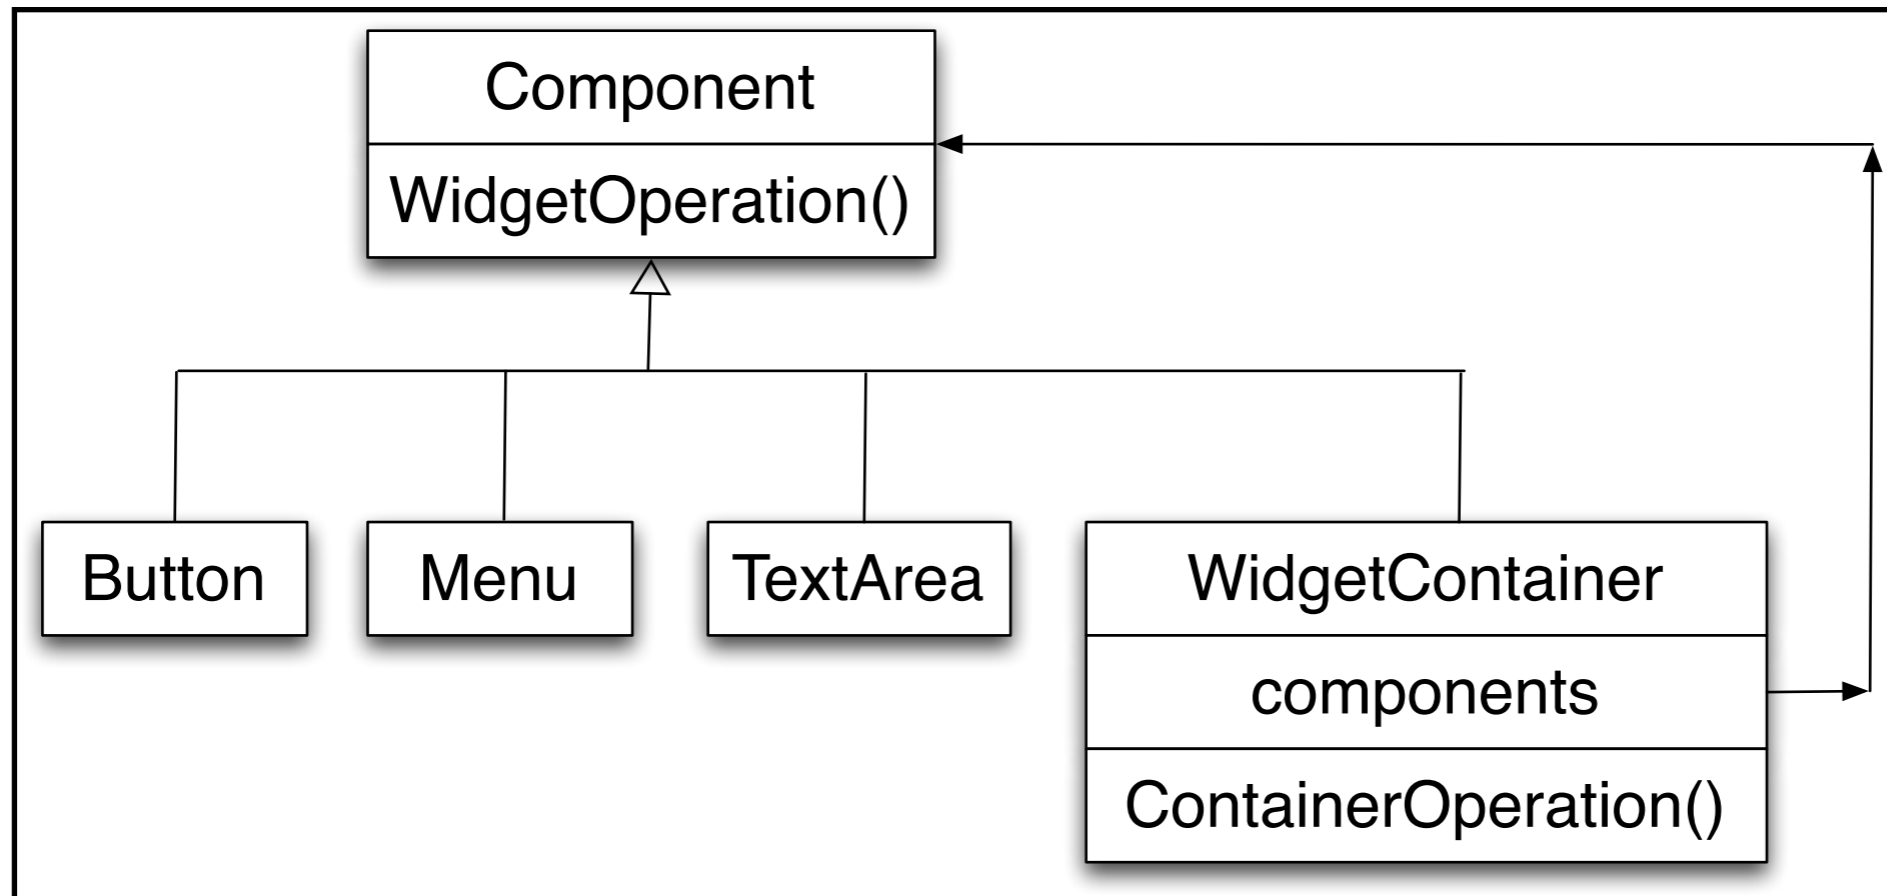 Component
WidgetOperation()
Button
Menu
TextArea
WidgetContainer
components
ContainerOperation()